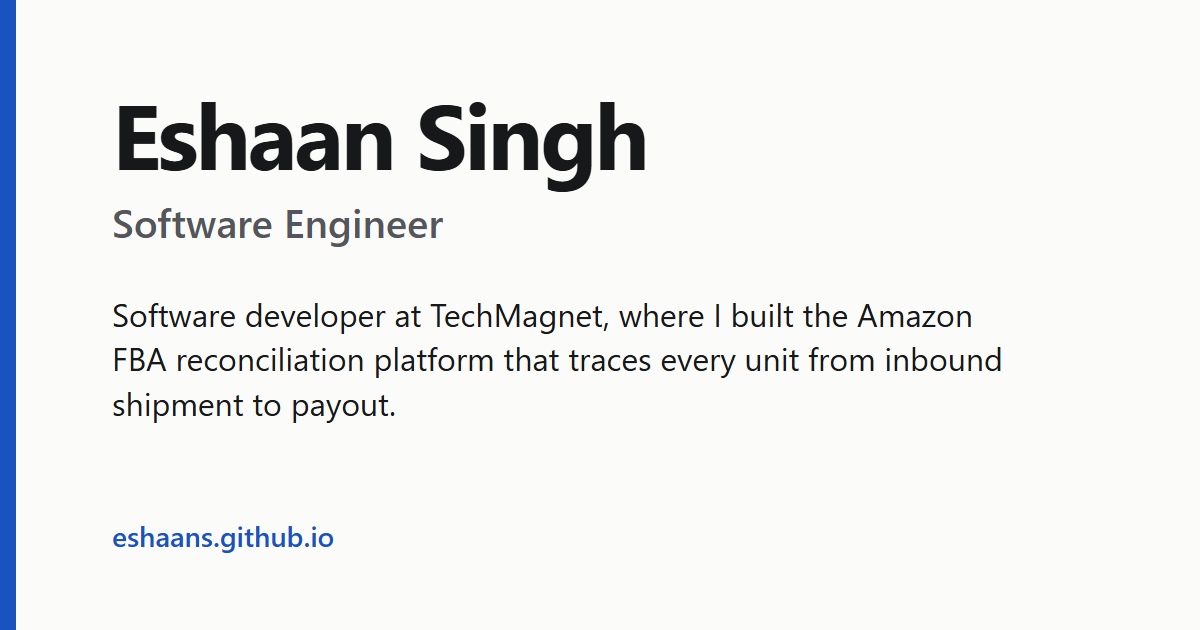 Eshaan Singh
Software Engineer
Software developer at TechMagnet, where I built the Amazon
FBA reconciliation platform that traces every unit from inbound
shipment to payout.
eshaans.github.io